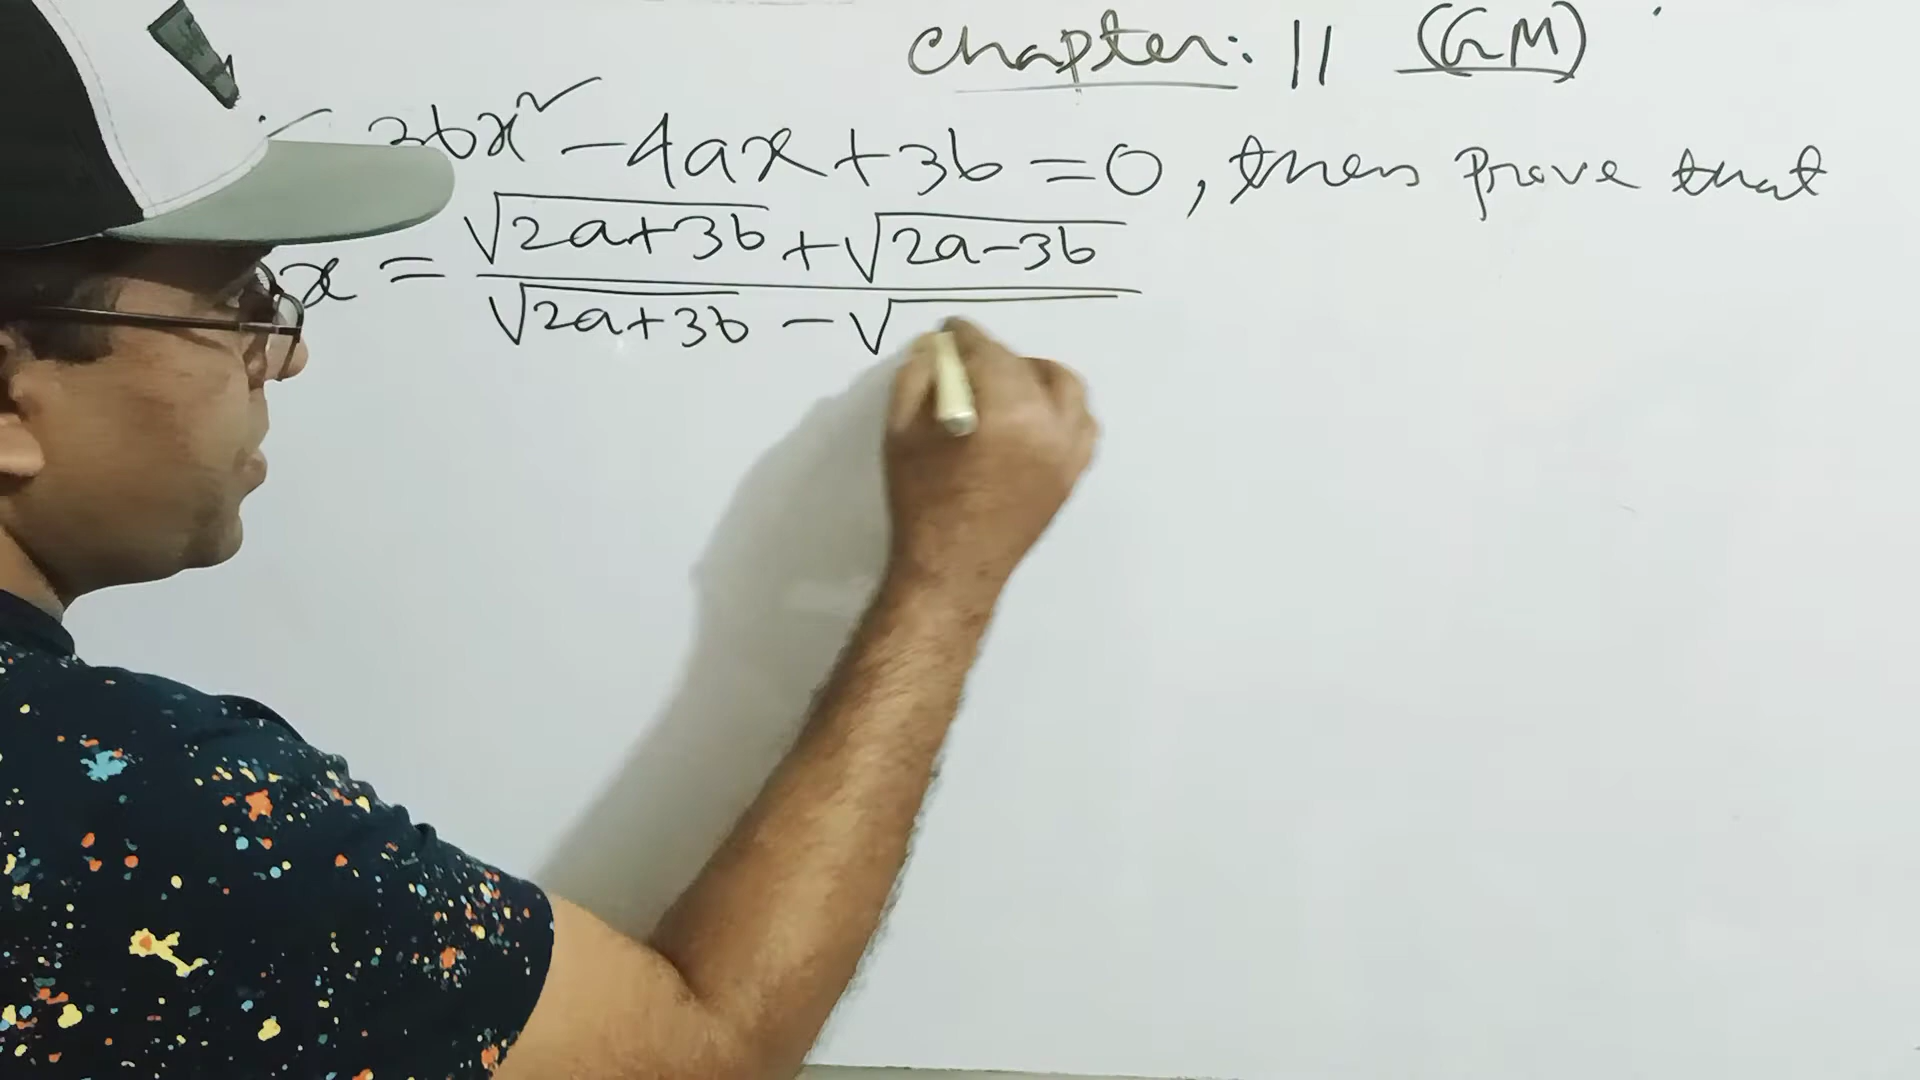 Chapter: 11 (GM)
3bx² - 4ax + 3b = 0, then prove that
x = √(2a+3b) + √(2a-3b)
√(2a+3b) - √